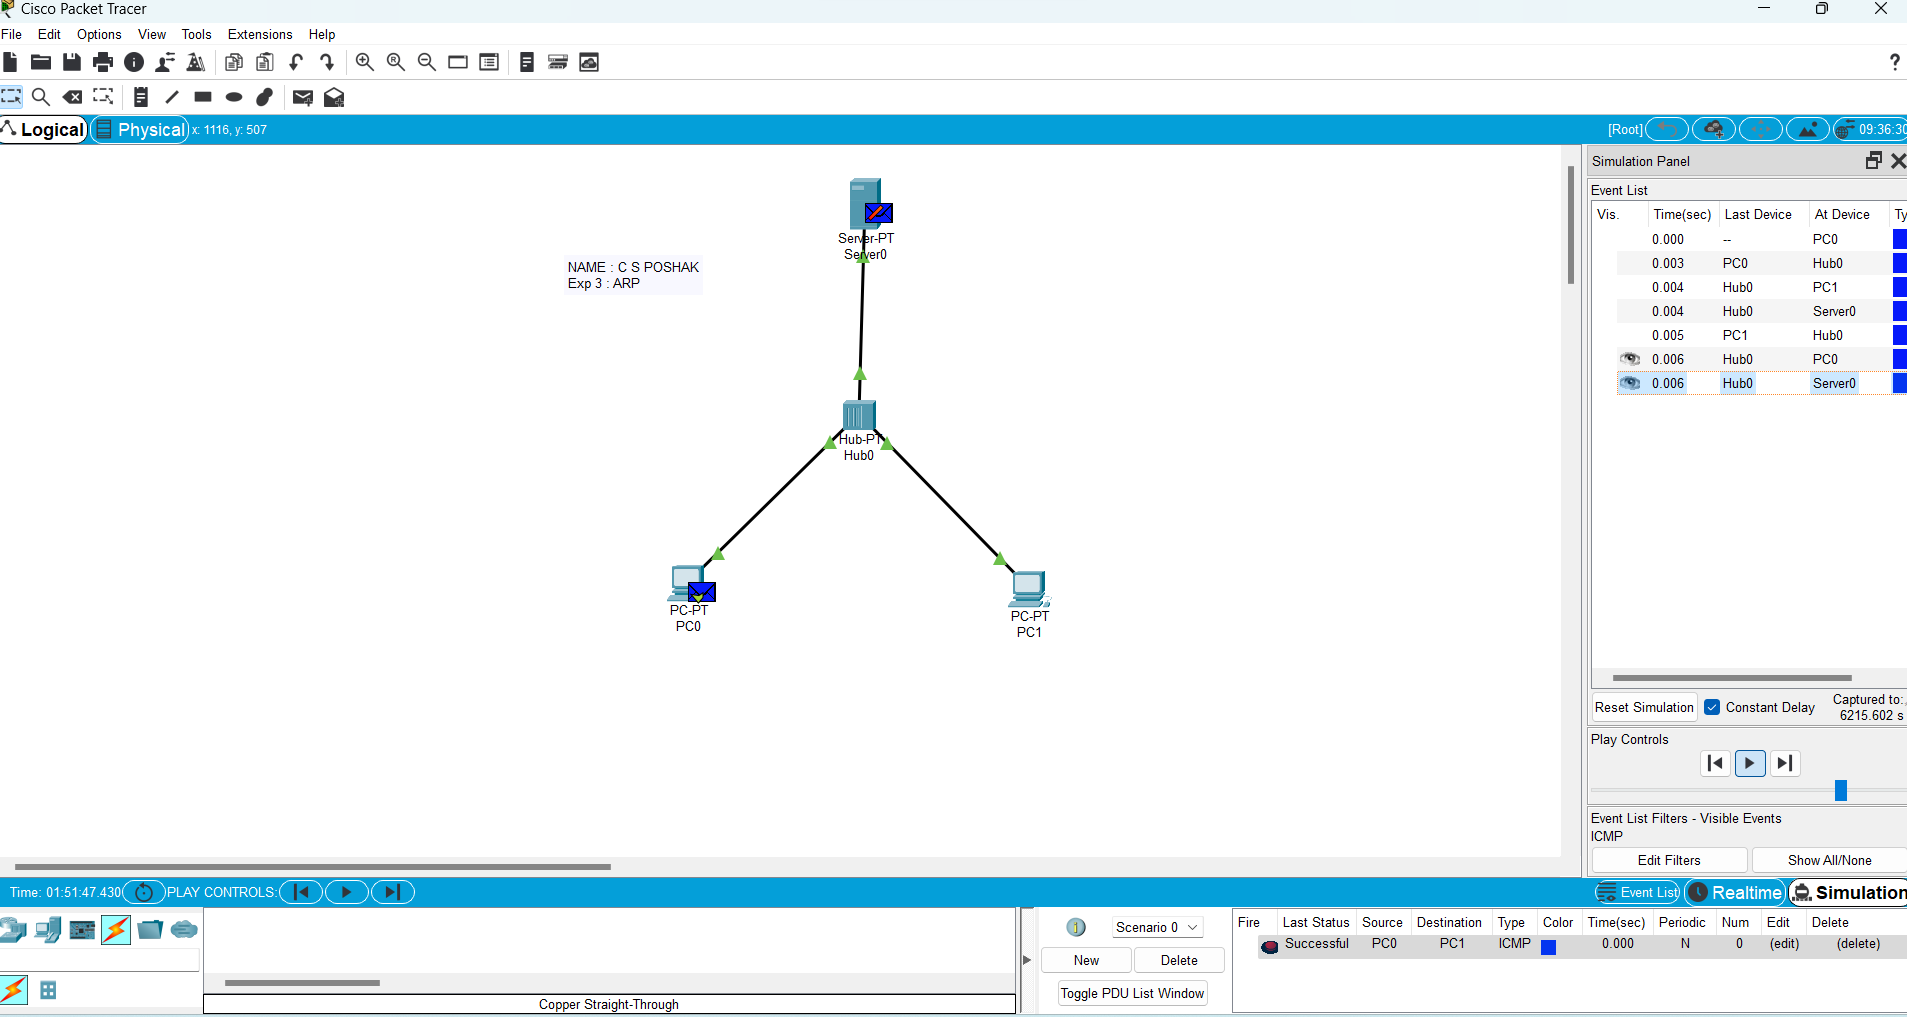 Cisco Packet Tracer
File Edit Options View Tools Extensions Help
Logical Physical x: 1116, y: 507
[Root] 09:36:30
Server-PT
Server0
NAME : C S POSHAK
Exp 3 : ARP
Hub-PT
Hub0
PC-PT
PC0
PC-PT
PC1
Simulation Panel
Event List
Vis. Time(sec) Last Device At Device Ty
0.000 -- PC0
0.003 PC0 Hub0
0.004 Hub0 PC1
0.004 Hub0 Server0
0.005 PC1 Hub0
0.006 Hub0 PC0
0.006 Hub0 Server0
Reset Simulation Constant Delay Captured to:
6215.602 s
Play Controls
Event List Filters - Visible Events
ICMP
Edit Filters Show All/None
Time: 01:51:47.430 PLAY CONTROLS:
Event List Realtime Simulation
Copper Straight-Through
Scenario 0
New Delete
Toggle PDU List Window
Fire Last Status Source Destination Type Color Time(sec) Periodic Num Edit Delete
Successful PC0 PC1 ICMP 0.000 N 0 (edit) (delete)